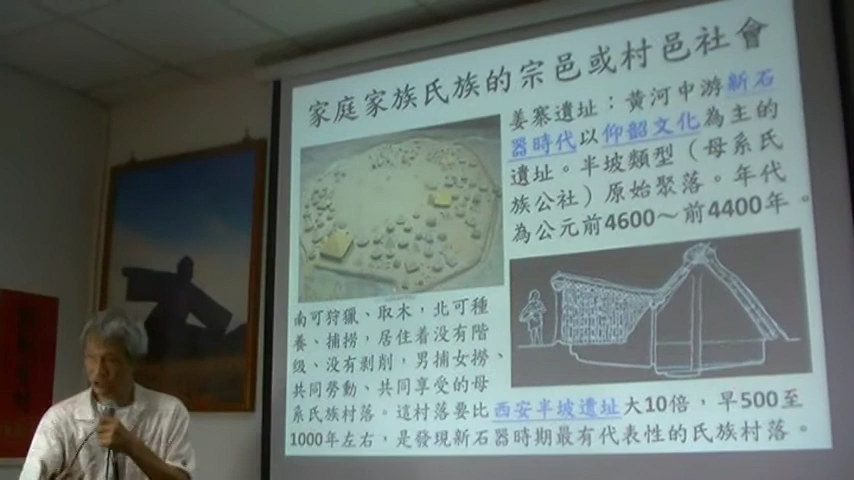 家庭家族氏族的宗邑或村邑社會
姜寨遺址：黃河中游新石
器時代以仰韶文化為主的
遺址。半坡類型（母系氏
族公社）原始聚落。年代
為公元前4600～前4400年。
南可狩獵、取木，北可種
養、捕撈，居住着没有階
級、没有剥削，男捕女撈、
共同勞動、共同享受的母
系氏族村落。這村落要比西安半坡遺址大10倍，早500至
1000年左右，是發現新石器時期最有代表性的氏族村落。